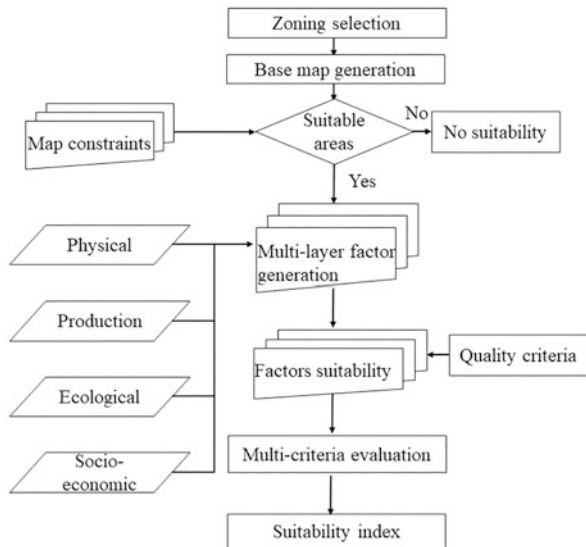 Zoning selection
Base map generation
Suitable
areas
No
No suitability
Map constraints
Yes
Physical
Multi-layer factor
generation
Production
Quality criteria
Factors suitability
Ecological
Multi-criteria evaluation
Socio-
economic
Suitability index